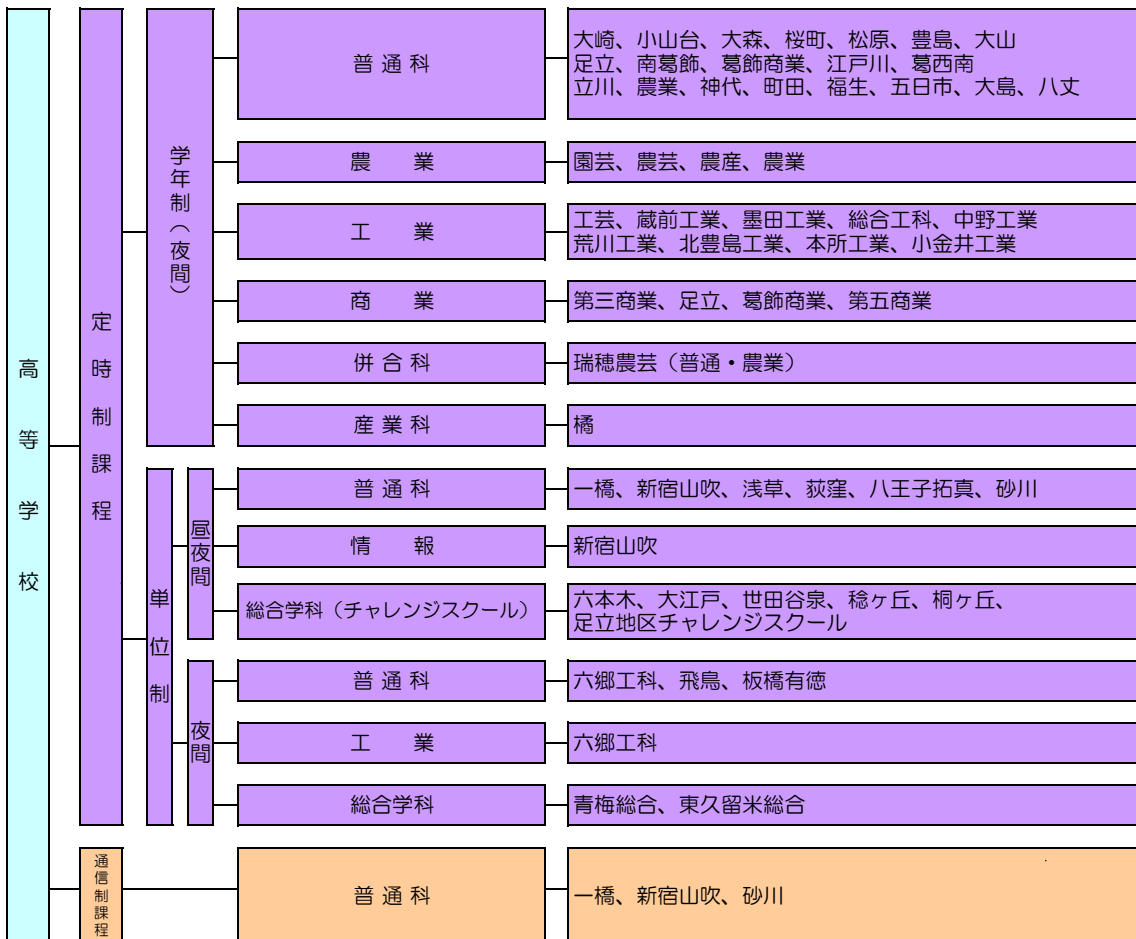 高等学校
定時制課程
学年制（夜間）
普通科
大崎、小山台、大森、桜町、松原、豊島、大山
足立、南葛飾、葛飾商業、江戸川、葛西南
立川、農業、神代、町田、福生、五日市、大島、八丈
農　業
園芸、農芸、農産、農業
工　業
工芸、蔵前工業、墨田工業、総合工科、中野工業
荒川工業、北豊島工業、本所工業、小金井工業
商　業
第三商業、足立、葛飾商業、第五商業
併合科
瑞穂農芸（普通・農業）
産業科
橘
単位制
昼夜間
普通科
一橋、新宿山吹、浅草、荻窪、八王子拓真、砂川
情　報
新宿山吹
総合学科（チャレンジスクール）
六本木、大江戸、世田谷泉、稔ヶ丘、桐ヶ丘、
足立地区チャレンジスクール
夜間
普通科
六郷工科、飛鳥、板橋有徳
工　業
六郷工科
総合学科
青梅総合、東久留米総合
通信制課程
普通科
一橋、新宿山吹、砂川